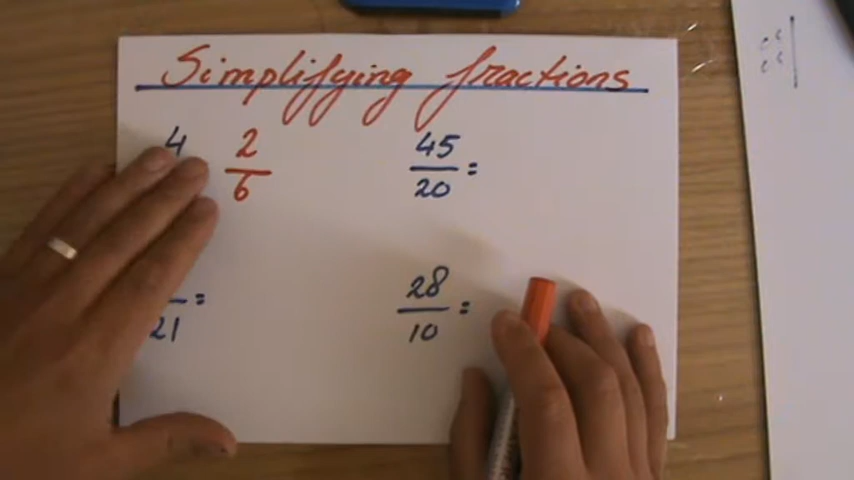 Simplifying fractions
4 2/6 45/20 =
21 = 28/10 =